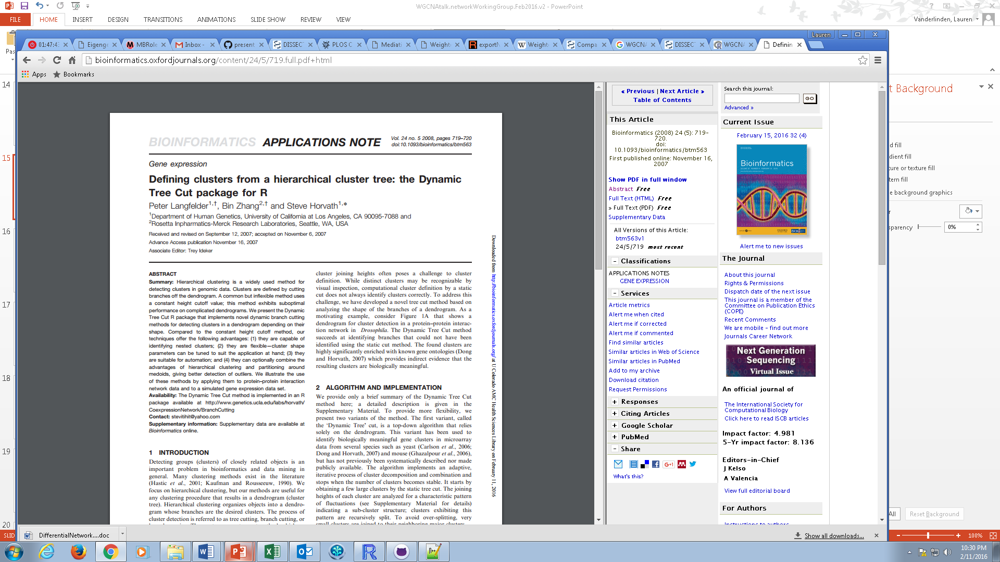 WGCNAtalk.networkWorkingGroup.Feb2016.v2 - PowerPoint
FILE
HOME
INSERT
DESIGN
TRANSITIONS
ANIMATIONS
SLIDE SHOW
REVIEW
VIEW
Vanderlinden, Lauren
Lauren
01:47:4
Eigenge
MBRole
Inbox -
present
DISSEC
PLOS C
Mediati
Weight
exportN
Weight
Compa
WGCNA
DISSEC
WGCNA
Definin
bioinformatics.oxfordjournals.org/content/24/5/719.full.pdf+html
Apps
Bookmarks
14
15
16
17
18
19
20
BIOINFORMATICS APPLICATIONS NOTE
Vol. 24 no. 5 2008, pages 719–720
doi:10.1093/bioinformatics/btm563
Gene expression
Defining clusters from a hierarchical cluster tree: the Dynamic
Tree Cut package for R
Peter Langfelder1,†, Bin Zhang2,† and Steve Horvath1,*
1Department of Human Genetics, University of California at Los Angeles, CA 90095-7088 and
2Rosetta Inpharmatics-Merck Research Laboratories, Seattle, WA, USA
Received and revised on September 12, 2007; accepted on November 6, 2007
Advance Access publication November 16, 2007
Associate Editor: Trey Ideker
ABSTRACT
Summary: Hierarchical clustering is a widely used method for
detecting clusters in genomic data. Clusters are defined by cutting
branches off the dendrogram. A common but inflexible method uses
a constant height cutoff value; this method exhibits suboptimal
performance on complicated dendrograms. We present the Dynamic
Tree Cut R package that implements novel dynamic branch cutting
methods for detecting clusters in a dendrogram depending on their
shape. Compared to the constant height cutoff method, our
techniques offer the following advantages: (1) they are capable of
identifying nested clusters; (2) they are flexible—cluster shape
parameters can be tuned to suit the application at hand; (3) they
are suitable for automation; and (4) they can optionally combine the
advantages of hierarchical clustering and partitioning around
medoids, giving better detection of outliers. We illustrate the use
of these methods by applying them to protein–protein interaction
network data and to a simulated gene expression data set.
Availability: The Dynamic Tree Cut method is implemented in an R
package available at http://www.genetics.ucla.edu/labs/horvath/
CoexpressionNetwork/BranchCutting
Contact: stevitihit@yahoo.com
Supplementary information: Supplementary data are available at
Bioinformatics online.
1 INTRODUCTION
Detecting groups (clusters) of closely related objects is an
important problem in bioinformatics and data mining in
general. Many clustering methods exist in the literature
(Hastic et al., 2001; Kaufman and Rousseeuw, 1990). We
focus on hierarchical clustering, but our methods are useful for
any clustering procedure that results in a dendrogram (cluster
tree). Hierarchical clustering organizes objects into a dendro-
gram whose branches are the desired clusters. The process of
cluster detection is referred to as tree cutting, branch cutting, or
cluster joining heights often poses a challenge to cluster
definition. While distinct clusters may be recognizable by
visual inspection, computational cluster definition by a static
cut does not always identify clusters correctly. To address this
challenge, we have developed a novel tree cut method based on
analyzing the shape of the branches of a dendrogram. As a
motivating example, consider Figure 1A that shows a
dendrogram for cluster detection in a protein–protein interac-
tion network in Drosophila. The Dynamic Tree Cut method
succeeds at identifying branches that could not have been
identified using the static cut method. The found clusters are
highly significantly enriched with known gene ontologies (Dong
and Horvath, 2007) which provides indirect evidence that the
resulting clusters are biologically meaningful.
2 ALGORITHM AND IMPLEMENTATION
We provide only a brief summary of the Dynamic Tree Cut
method here; a detailed description is given in the
Supplementary Material. To provide more flexibility, we
present two variants of the method. The first variant, called
the ‘Dynamic Tree’ cut, is a top-down algorithm that relies
solely on the dendrogram. This variant has been used to
identify biologically meaningful gene clusters in microarray
data from several species such as yeast (Carlson et al., 2006;
Dong and Horvath, 2007) and mouse (Ghazalpour et al., 2006),
but has not previously been systematically described nor made
publicly available. The algorithm implements an adaptive,
iterative process of cluster decomposition and combination and
stops when the number of clusters becomes stable. It starts by
obtaining a few large clusters by the static tree cut. The joining
heights of each cluster are analyzed for a characteristic pattern
of fluctuations (see Supplementary Material for details)
indicating a sub-cluster structure; clusters exhibiting this
pattern are recursively split. To avoid over-splitting, very
small clusters are joined to their neighboring major clusters
Downloaded from http://bioinformatics.oxfordjournals.org/ at U Colorado AMC Health Sciences Library on February 11, 2016
« Previous | Next Article »
Table of Contents
This Article
Bioinformatics (2008) 24 (5): 719-
720.
doi:
10.1093/bioinformatics/btm563
First published online: November 16,
2007
Show PDF in full window
Abstract Free
Full Text (HTML) Free
» Full Text (PDF) Free
Supplementary Data
All Versions of this Article:
btm563v1
24/5/719 most recent
- Classifications
APPLICATIONS NOTES
GENE EXPRESSION
- Services
Article metrics
Alert me when cited
Alert me if corrected
Alert me if commented
Find similar articles
Similar articles in Web of Science
Similar articles in PubMed
Add to my archive
Download citation
Request Permissions
+ Responses
+ Citing Articles
+ Google Scholar
+ PubMed
- Share
What's this?
Search this journal:
GO
Advanced »
Current Issue
February 15, 2016 32 (4)
Bioinformatics
Alert me to new issues
The Journal
About this journal
Rights & Permissions
Dispatch date of the next issue
This journal is a member of the
Committee on Publication Ethics
(COPE)
Recent Comments
We are mobile – find out more
Journals Career Network
Next Generation
Sequencing
Virtual Issue
An official journal of
The International Society for
Computational Biology
Click here to read ISCB articles
Impact factor: 4.981
5-Yr impact factor: 8.136
Editors-in-Chief
J Kelso
A Valencia
View full editorial board
For Authors
Instructions to authors
t Background
d fill
dient fill
ture or texture fill
tern fill
e background graphics
r
sparency
0%
All
Reset Background
DifferentialNetwork....doc
Show all downloads...
SLID
100%
10:30 PM
2/11/2016